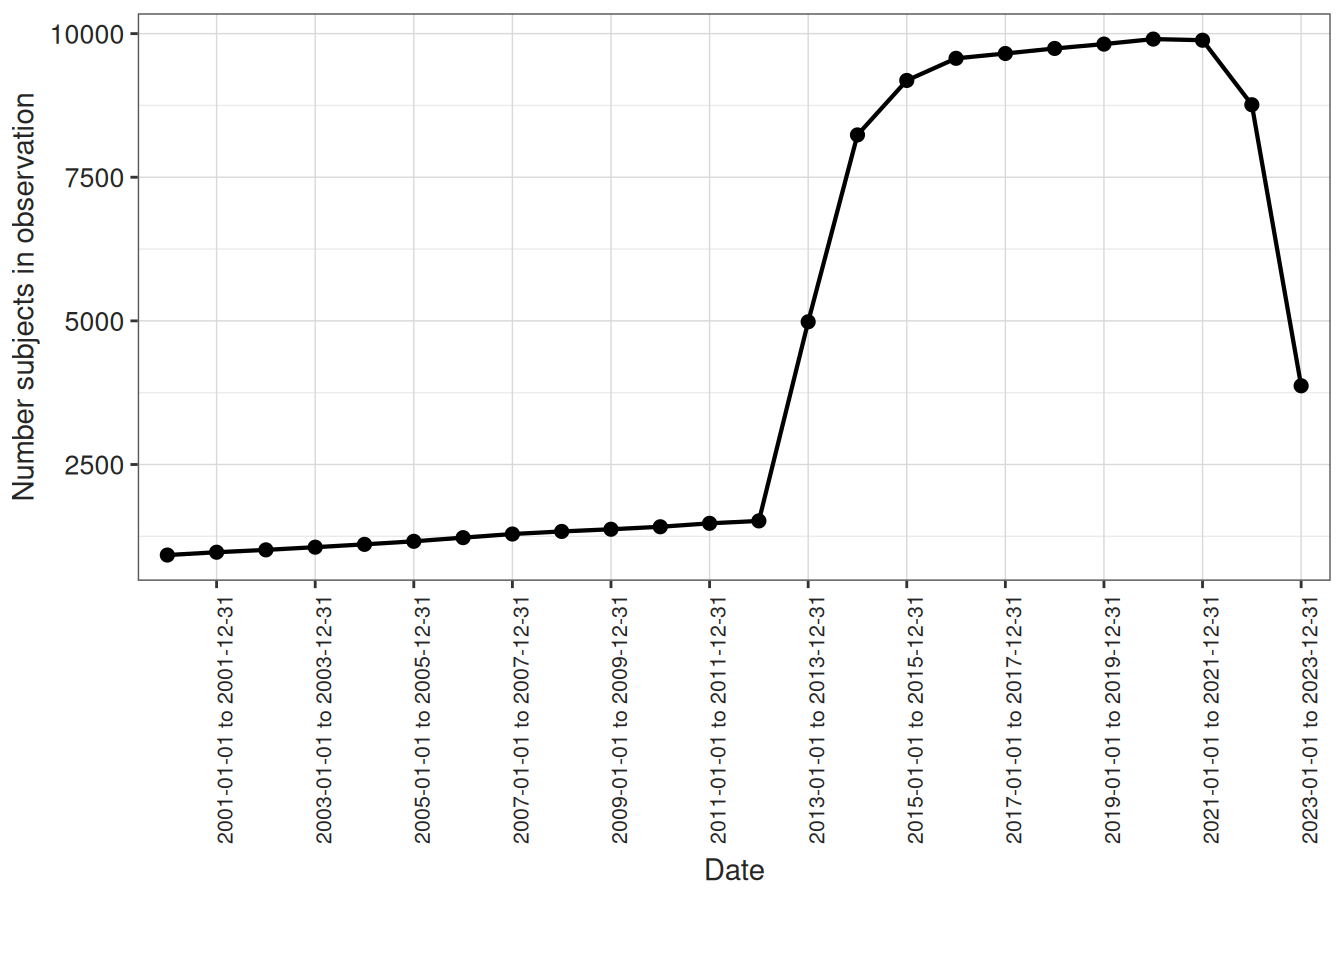 Number subjects in observation
10000
7500
5000
2500
2001-01-01 to 2001-12-31
2003-01-01 to 2003-12-31
2005-01-01 to 2005-12-31
2007-01-01 to 2007-12-31
2009-01-01 to 2009-12-31
2011-01-01 to 2011-12-31
2013-01-01 to 2013-12-31
2015-01-01 to 2015-12-31
2017-01-01 to 2017-12-31
2019-01-01 to 2019-12-31
2021-01-01 to 2021-12-31
2023-01-01 to 2023-12-31
Date